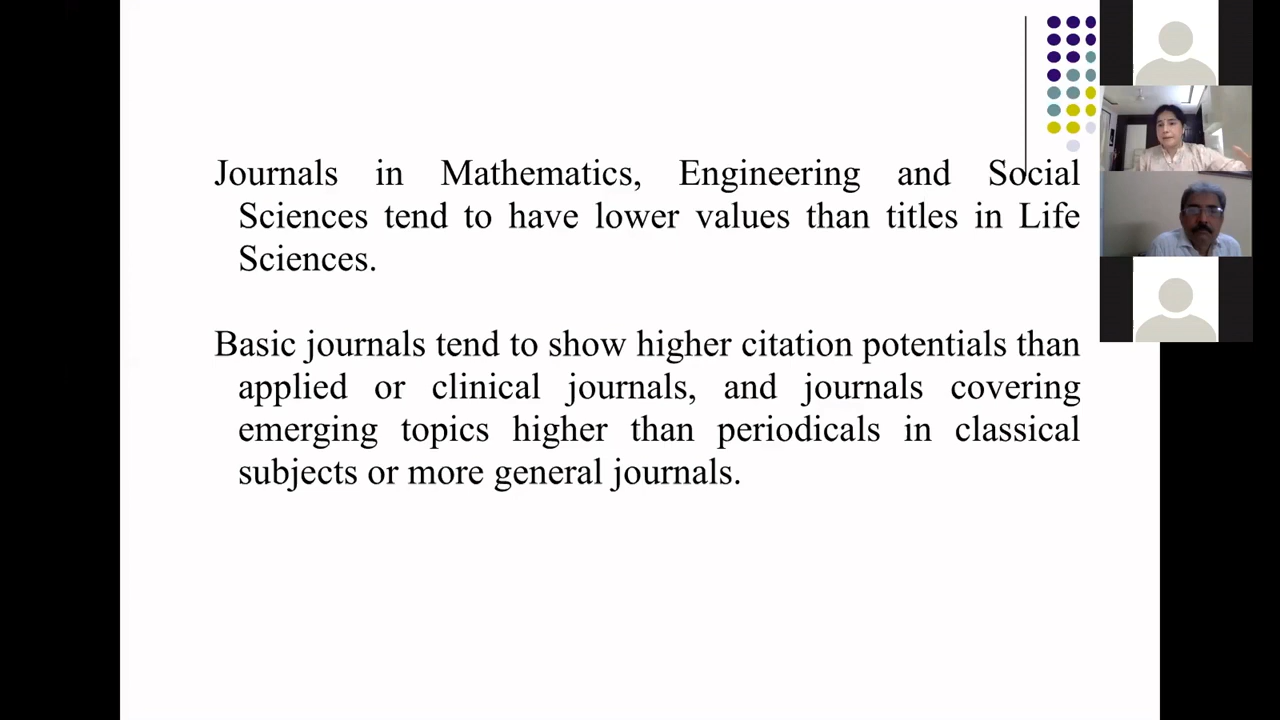 Journals in Mathematics, Engineering and Social
Sciences tend to have lower values than titles in Life
Sciences.
Basic journals tend to show higher citation potentials than
applied or clinical journals, and journals covering
emerging topics higher than periodicals in classical
subjects or more general journals.